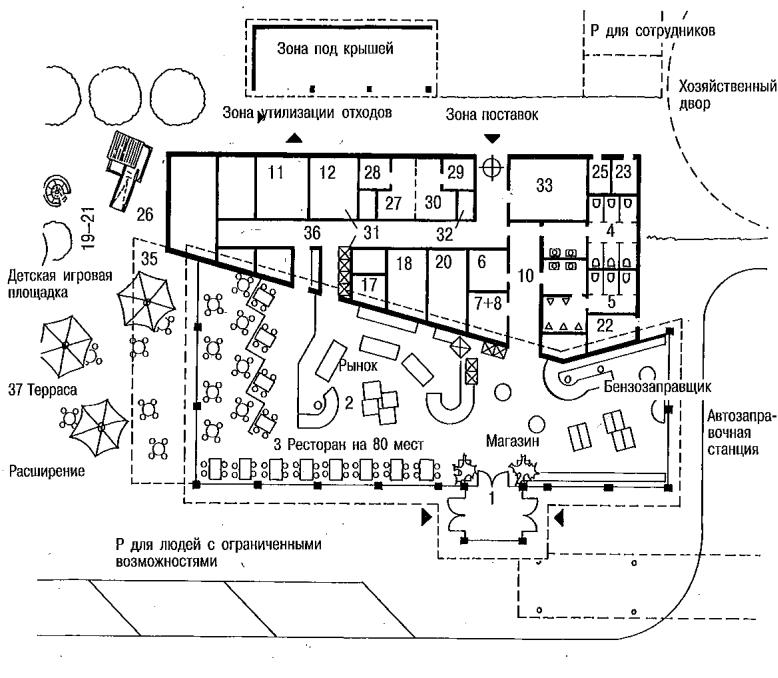 Р для сотрудников
Зона под крышей
Хозяйственный
двор
Зона утилизации отходов
Зона поставок
11
12
28
27
30
29
33
25
23
26
19–21
36
31
32
4
35
18
20
6
10
17
7+8
5
22
Детская игровая
площадка
Рынок
2
37 Терраса
Бензозаправщик
Автозапра-
вочная
станция
3 Ресторан на 80 мест
Магазин
Расширение
1
Р для людей с ограниченными
возможностями